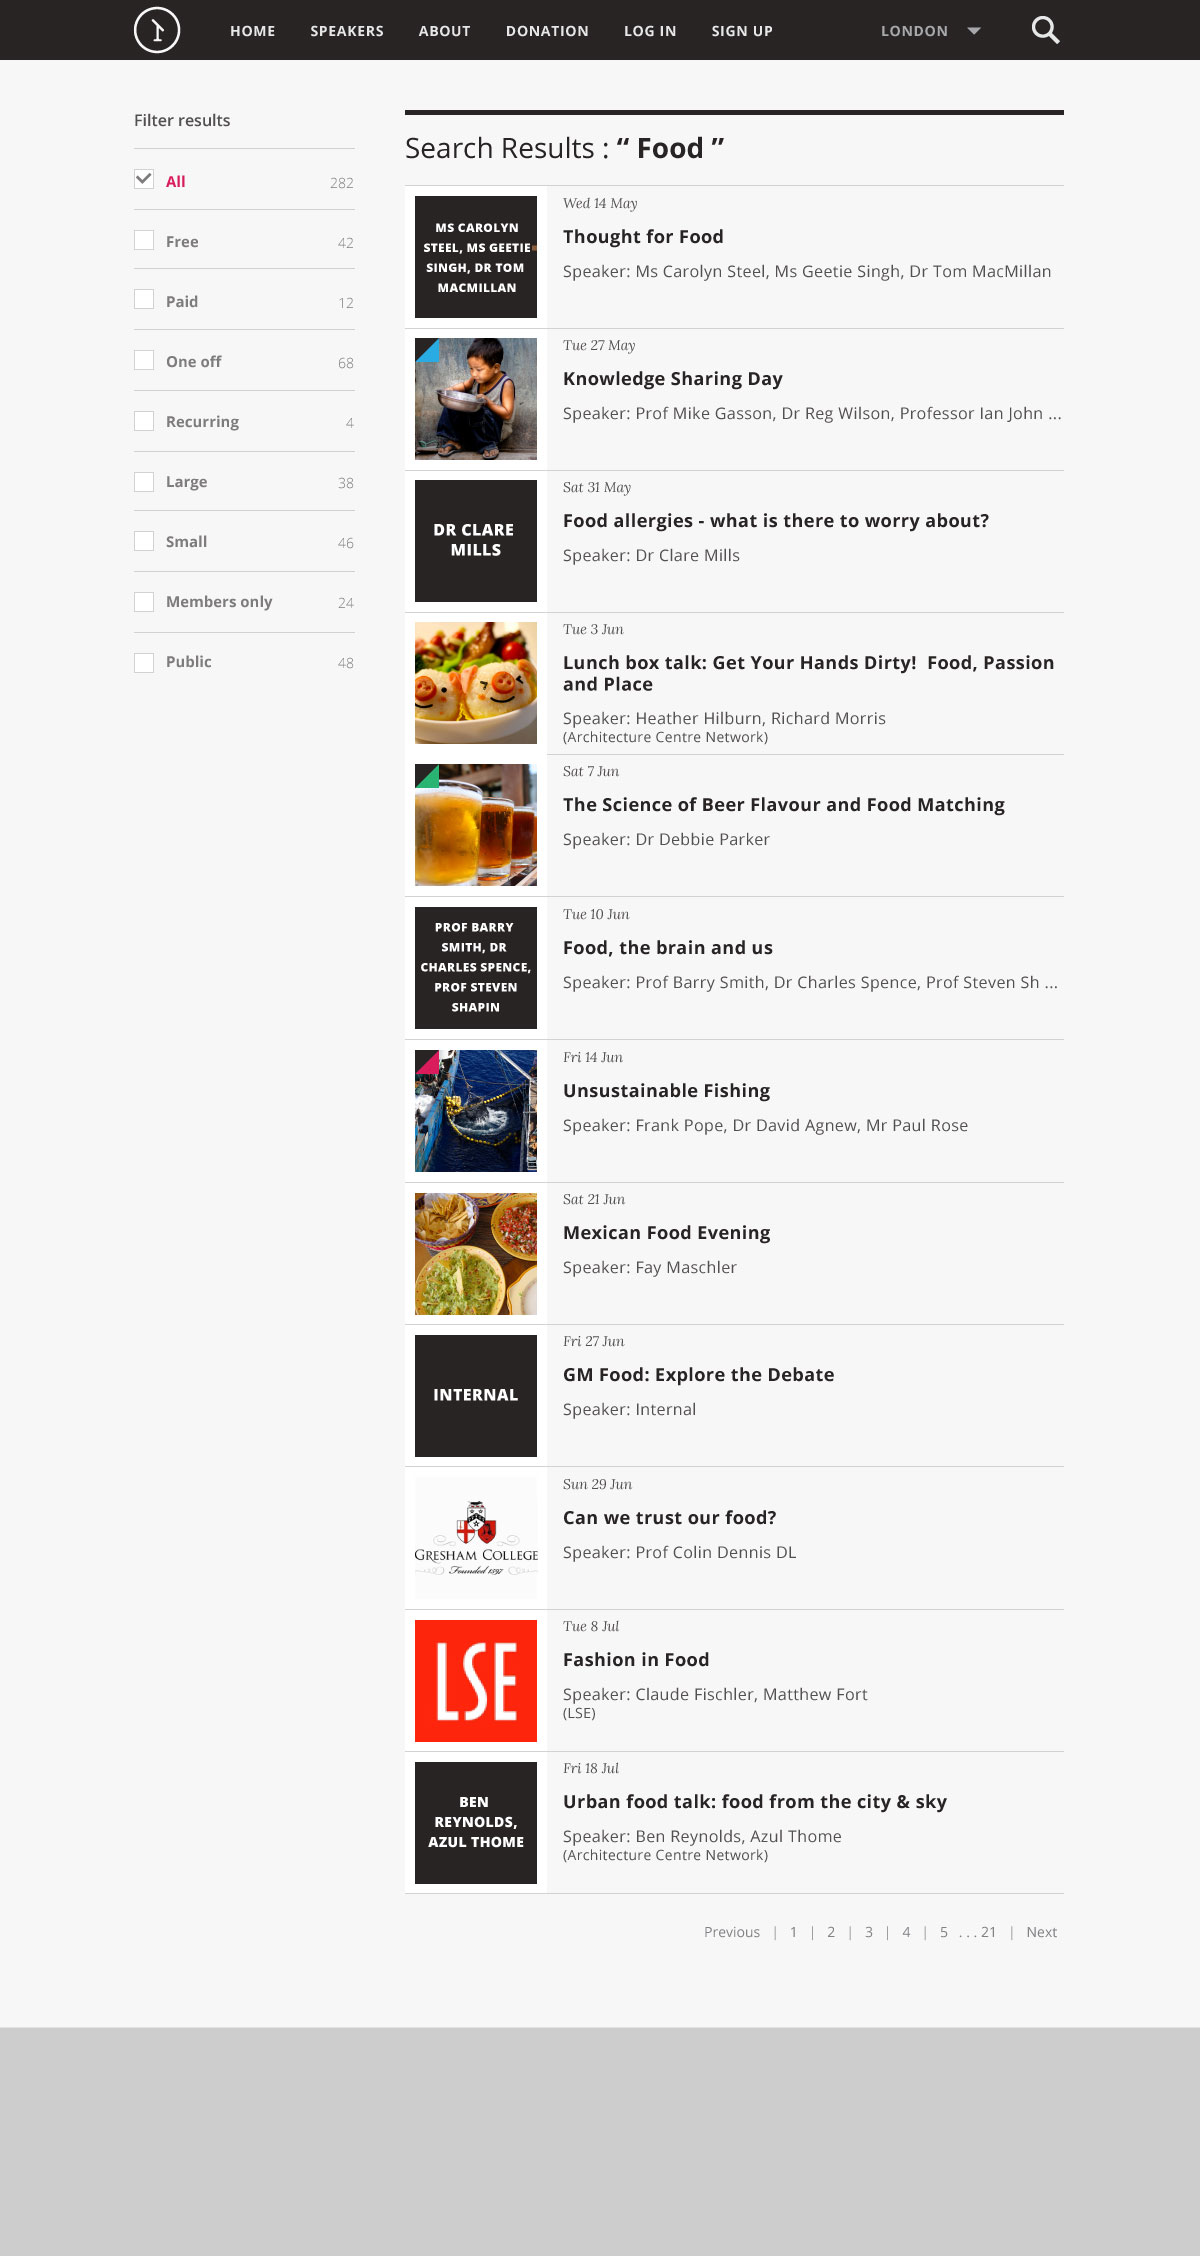 HOME SPEAKERS ABOUT DONATION LOG IN SIGN UP LONDON
Filter results
All 282
Free 42
Paid 12
One off 68
Recurring 4
Large 38
Small 46
Members only 24
Public 48
Search Results : “ Food ”
MS CAROLYN
STEEL, MS GEETIE
SINGH, DR TOM
MACMILLAN
Wed 14 May
Thought for Food
Speaker: Ms Carolyn Steel, Ms Geetie Singh, Dr Tom MacMillan
Tue 27 May
Knowledge Sharing Day
Speaker: Prof Mike Gasson, Dr Reg Wilson, Professor Ian John ...
DR CLARE
MILLS
Sat 31 May
Food allergies - what is there to worry about?
Speaker: Dr Clare Mills
Tue 3 Jun
Lunch box talk: Get Your Hands Dirty!  Food, Passion
and Place
Speaker: Heather Hilburn, Richard Morris
(Architecture Centre Network)
Sat 7 Jun
The Science of Beer Flavour and Food Matching
Speaker: Dr Debbie Parker
PROF BARRY
SMITH, DR
CHARLES SPENCE,
PROF STEVEN
SHAPIN
Tue 10 Jun
Food, the brain and us
Speaker: Prof Barry Smith, Dr Charles Spence, Prof Steven Sh ...
Fri 14 Jun
Unsustainable Fishing
Speaker: Frank Pope, Dr David Agnew, Mr Paul Rose
Sat 21 Jun
Mexican Food Evening
Speaker: Fay Maschler
INTERNAL
Fri 27 Jun
GM Food: Explore the Debate
Speaker: Internal
GRESHAM COLLEGE
Founded 1597
Sun 29 Jun
Can we trust our food?
Speaker: Prof Colin Dennis DL
LSE
Tue 8 Jul
Fashion in Food
Speaker: Claude Fischler, Matthew Fort
(LSE)
BEN
REYNOLDS,
AZUL THOME
Fri 18 Jul
Urban food talk: food from the city & sky
Speaker: Ben Reynolds, Azul Thome
(Architecture Centre Network)
Previous | 1 | 2 | 3 | 4 | 5 . . . 21 | Next